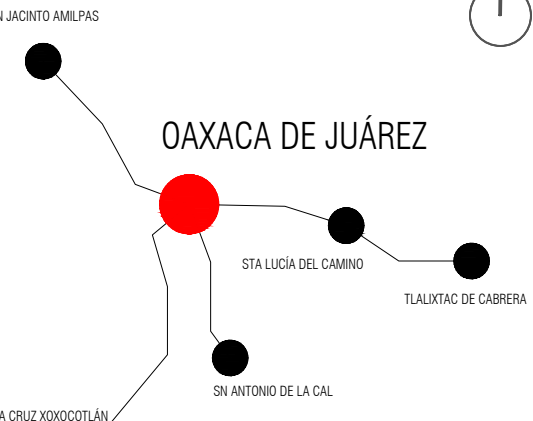 JACINTO AMILPAS
OAXACA DE JUÁREZ
STA LUCÍA DEL CAMINO
TLALIXTAC DE CABRERA
SN ANTONIO DE LA CAL
CRUZ XOXOCOTLÁN